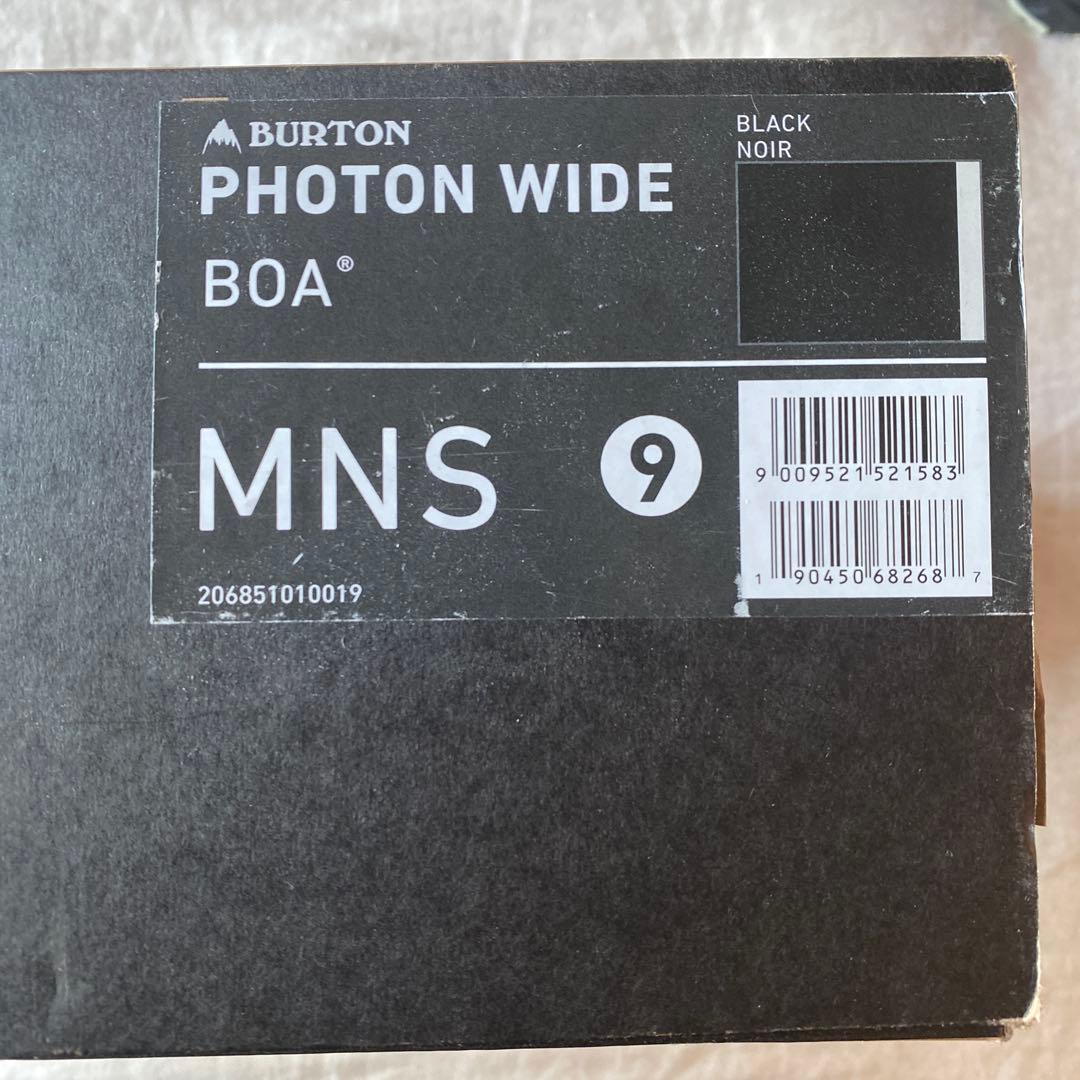 BURTON
PHOTON WIDE
BOA®
BLACK
NOIR
MNS 9
206851010019
9 009521 521583
1 90450 68268 7